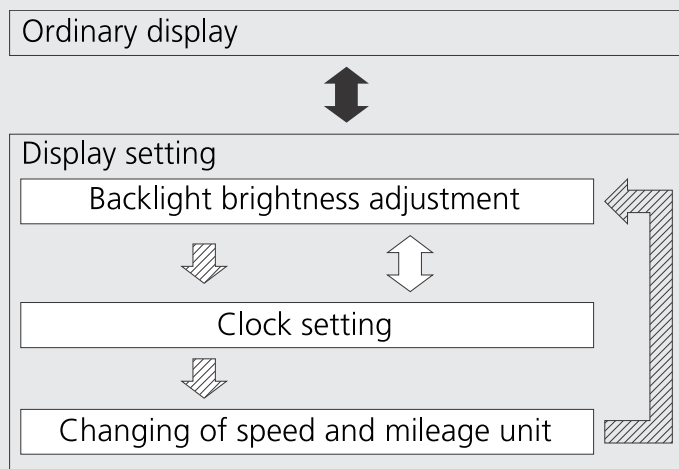 Ordinary display
Display setting
Backlight brightness adjustment
Clock setting
Changing of speed and mileage unit